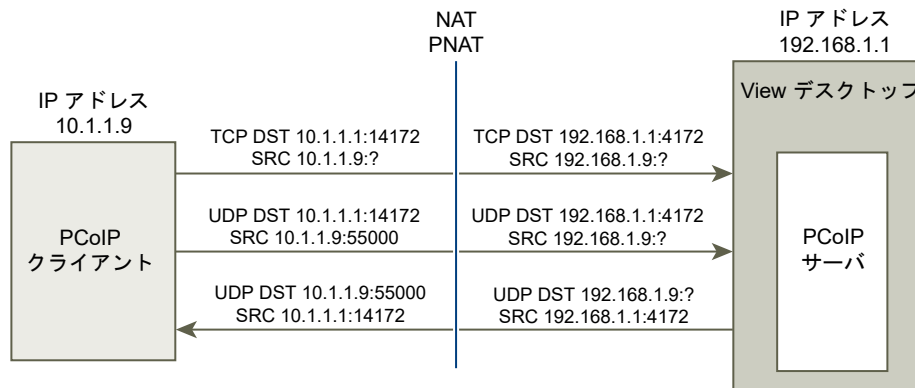 NAT
PNAT
IP アドレス
192.168.1.1
View デスクトップ
IP アドレス
10.1.1.9
TCP DST 10.1.1.1:14172
SRC 10.1.1.9:?
TCP DST 192.168.1.1:4172
SRC 192.168.1.9:?
UDP DST 10.1.1.1:14172
SRC 10.1.1.9:55000
UDP DST 192.168.1.1:4172
SRC 192.168.1.9:?
PCoIP
クライアント
PCoIP
サーバ
UDP DST 10.1.1.9:55000
SRC 10.1.1.1:14172
UDP DST 192.168.1.9:?
SRC 192.168.1.1:4172